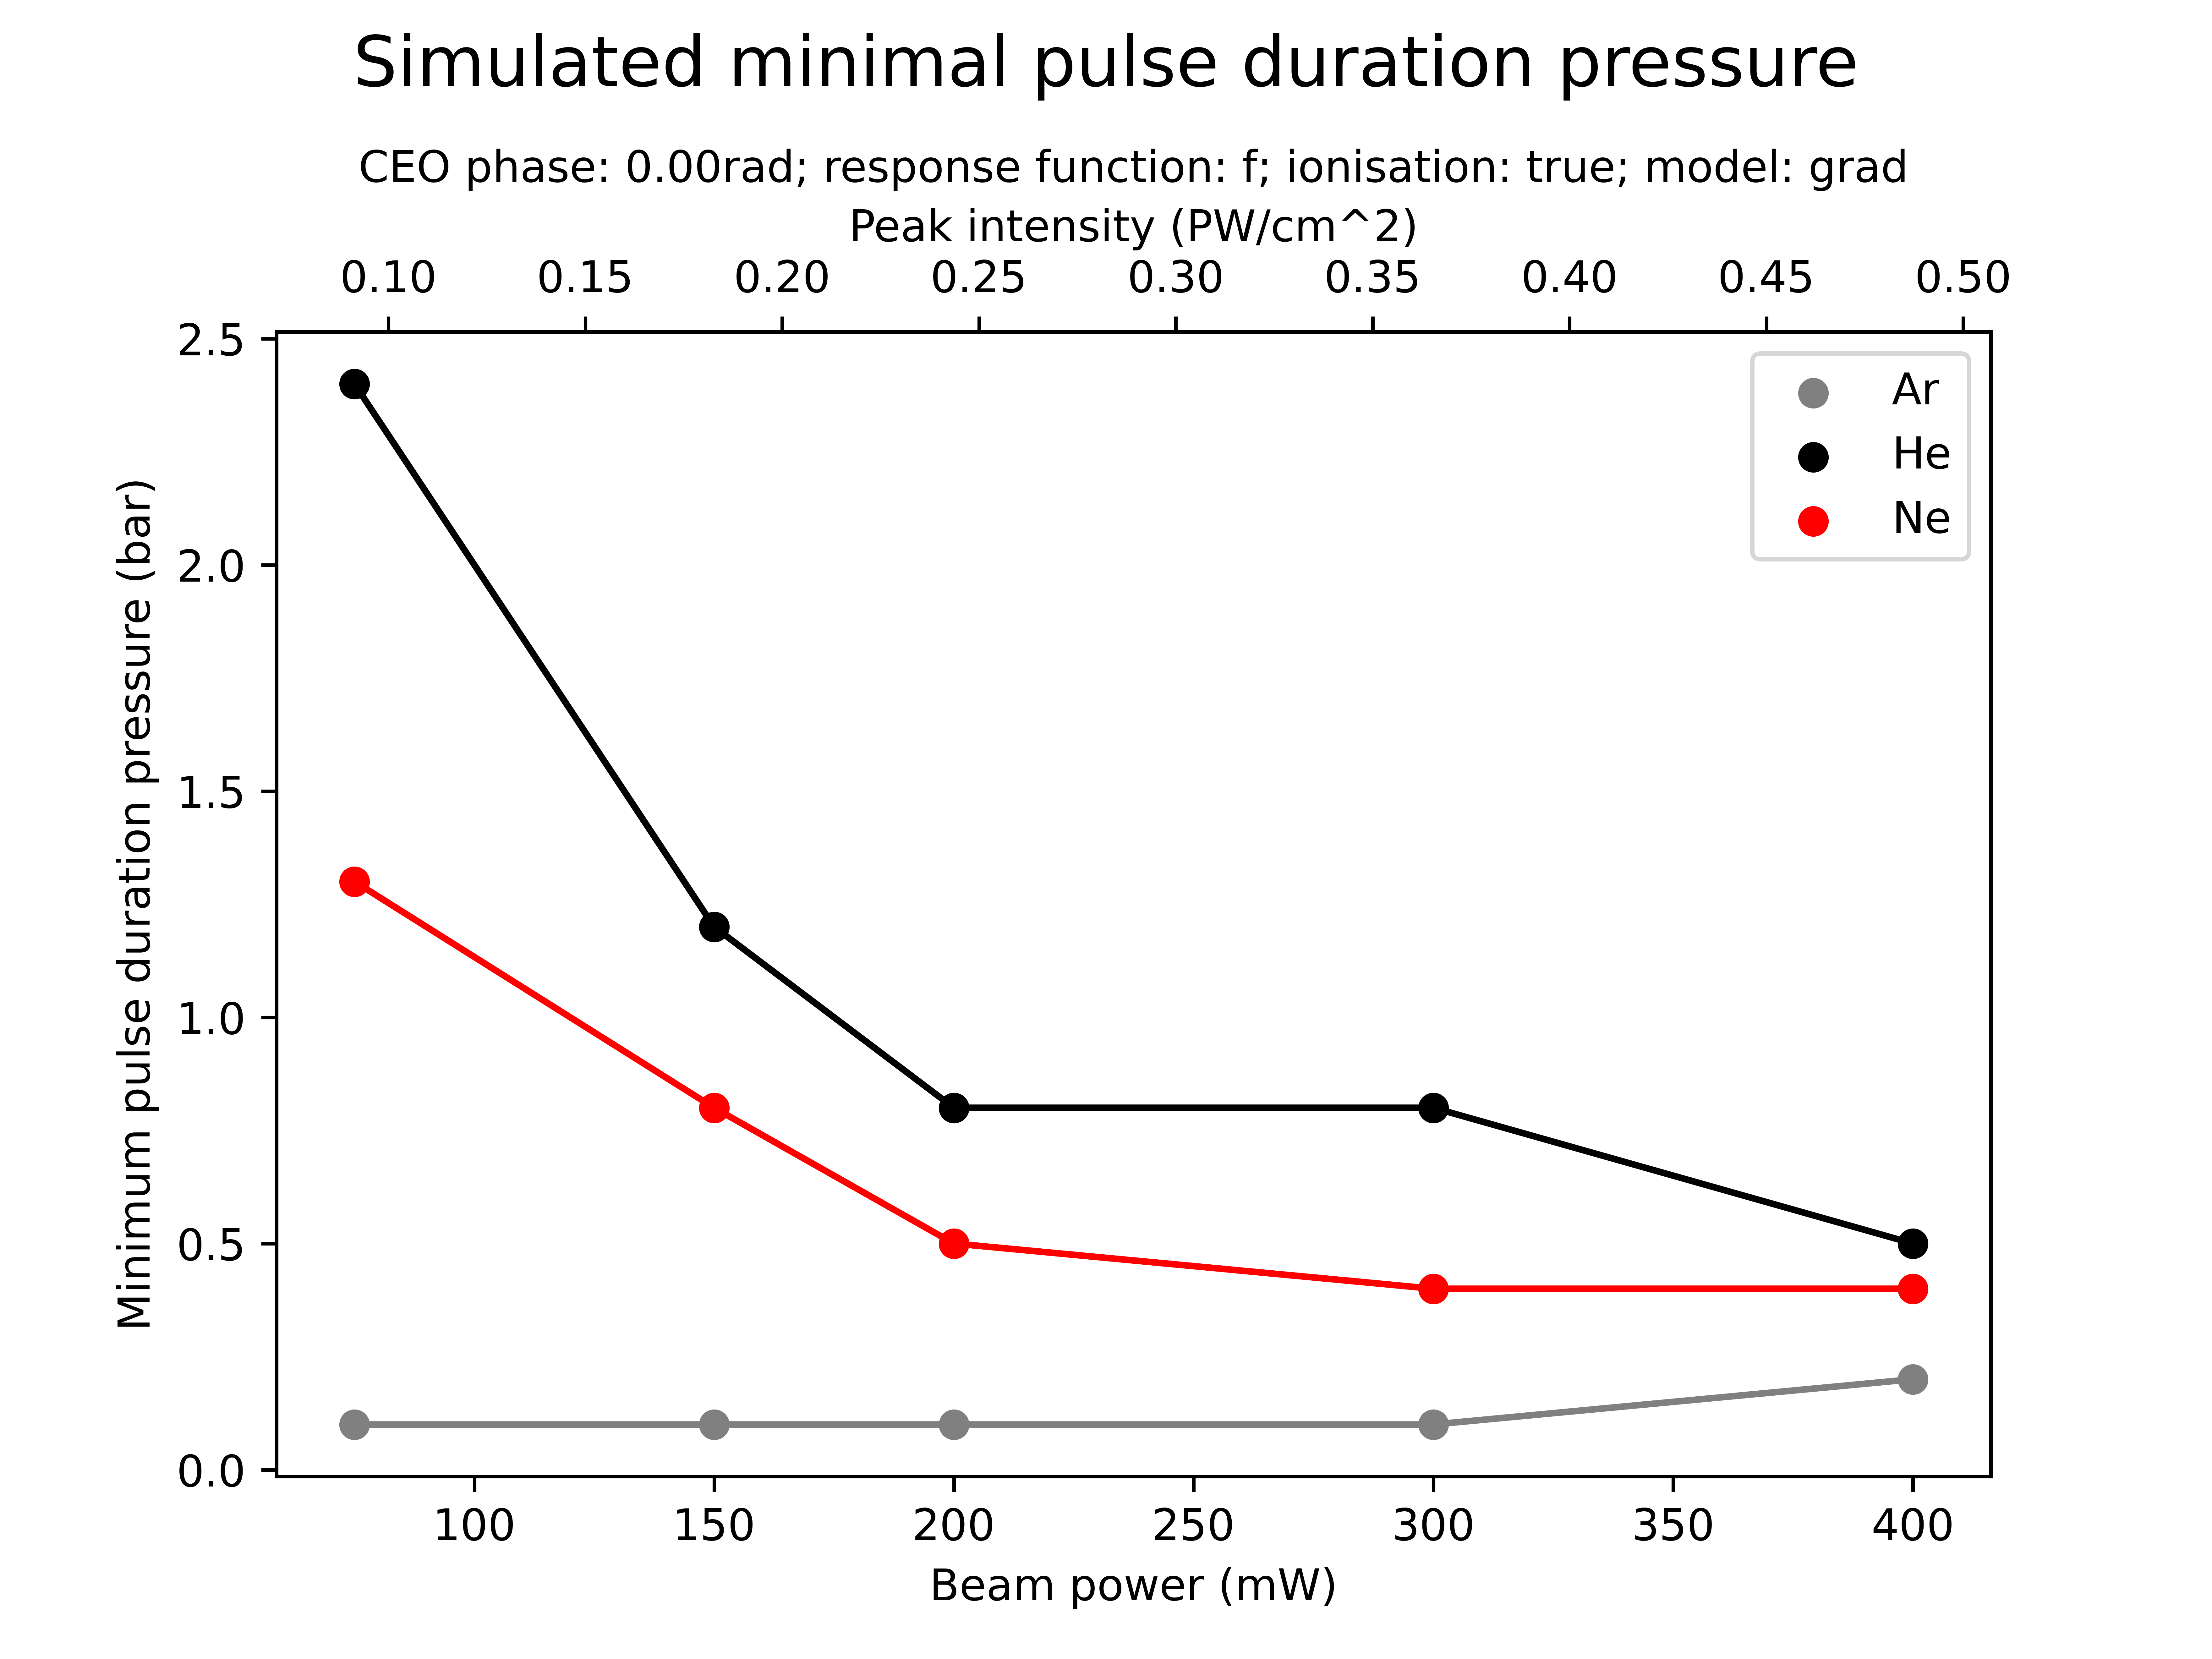 Simulated minimal pulse duration pressure
CEO phase: 0.00rad; response function: f; ionisation: true; model: grad
Peak intensity (PW/cm^2)
0.10 0.15 0.20 0.25 0.30 0.35 0.40 0.45 0.50
Ar
He
Ne
Minimum pulse duration pressure (bar)
2.5
2.0
1.5
1.0
0.5
0.0
100 150 200 250 300 350 400
Beam power (mW)